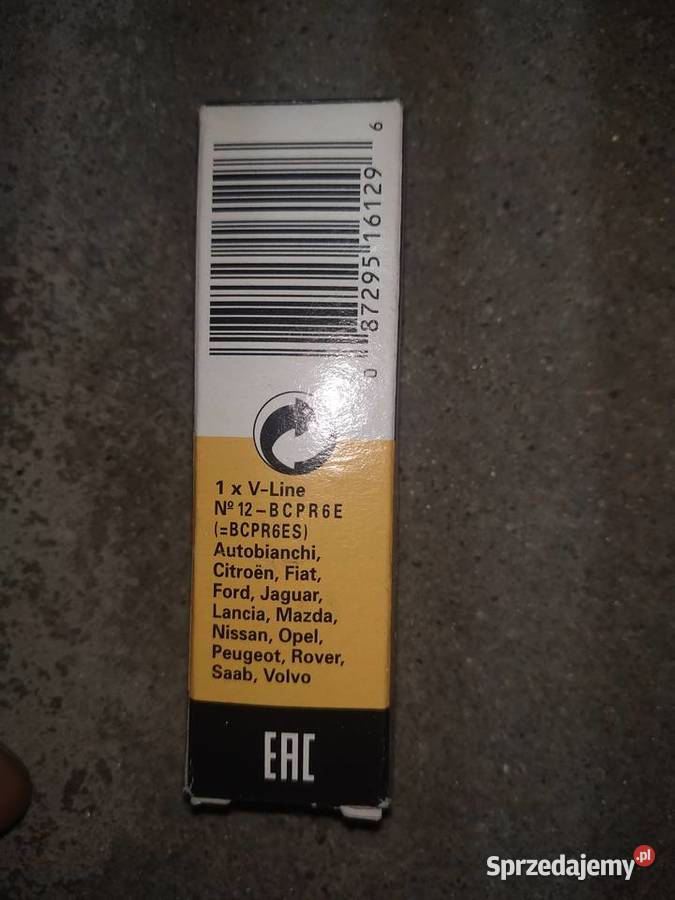 0 87295 16129 6
1 x V-Line
Nº 12-BCPR6E
(=BCPR6ES)
Autobianchi,
Citroën, Fiat,
Ford, Jaguar,
Lancia, Mazda,
Nissan, Opel,
Peugeot, Rover,
Saab, Volvo
EAC
Sprzedajemy.pl